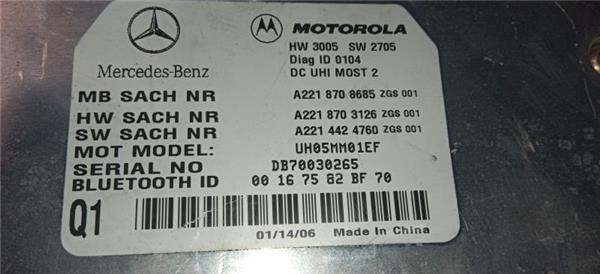 MOTOROLA
HW 3005 SW 2705
Diag ID 0104
DC UHI MOST 2
Mercedes-Benz
MB SACH NR A221 870 8685 ZGS 001
HW SACH NR A221 870 3126 ZGS 001
SW SACH NR A221 442 4760 ZGS 001
MOT MODEL: UH05MM01EF
SERIAL NO DB70030265
BLUETOOTH ID 00 16 75 82 BF 70
Q1
01/14/06 Made In China